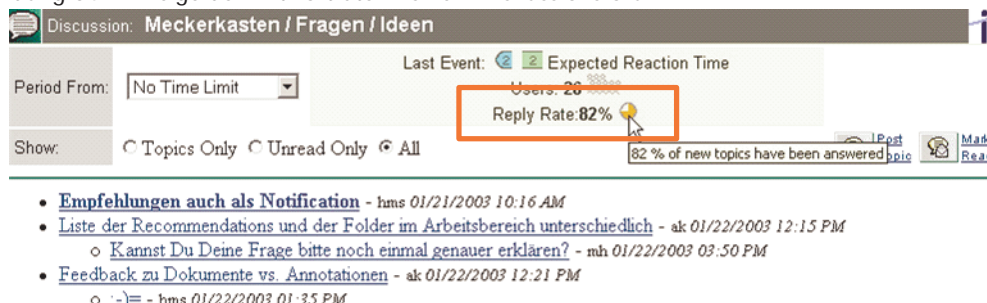 Discussion: Meckerkasten / Fragen / Ideen
Last Event: 2 2 Expected Reaction Time
Period From: No Time Limit
Users: 20
Reply Rate:82%
Show: Topics Only Unread Only All
Post
82 % of new topics have been answered
Empfehlungen auch als Notification - hms 01/21/2003 10:16 AM
Liste der Recommendations und der Folder im Arbeitsbereich unterschiedlich - ak 01/22/2003 12:15 PM
Kannst Du Deine Frage bitte noch einmal genauer erklären? - mh 01/22/2003 03:50 PM
Feedback zu Dokumente vs. Annotationen - ak 01/22/2003 12:21 PM
:-)= - hms 01/22/2003 01:35 PM